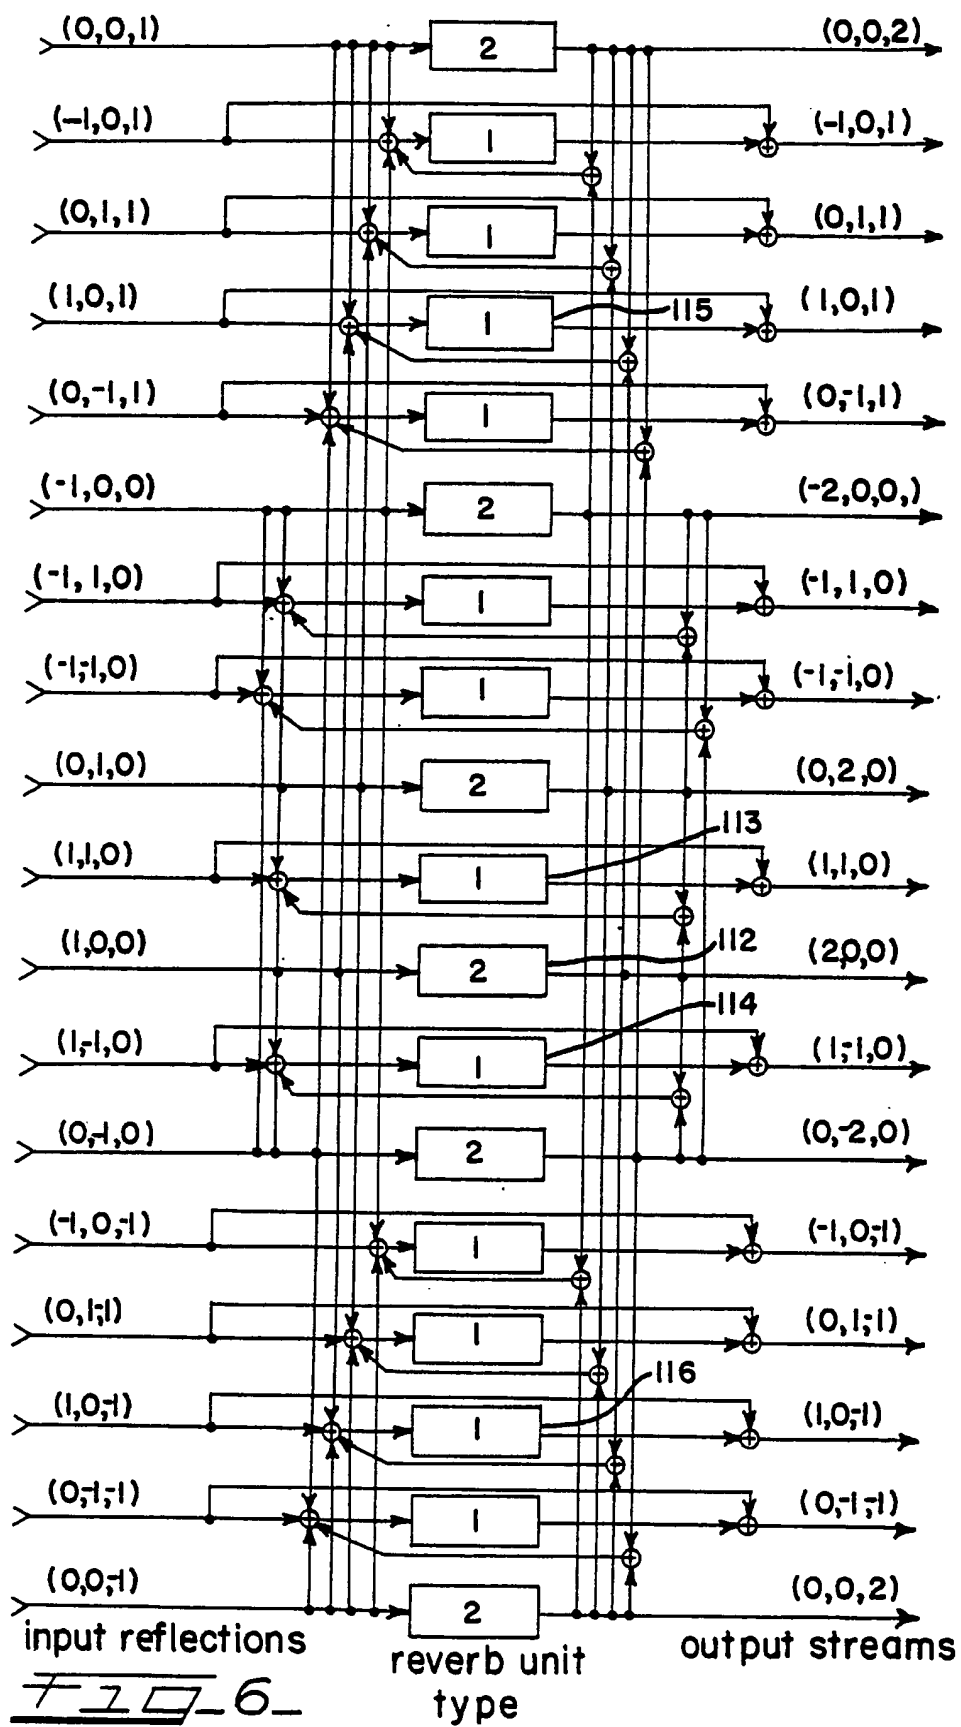 (0,0,1) 2 (0,0,2)
(-1,0,1) 1 (-1,0,1)
(0,1,1) 1 (0,1,1)
(1,0,1) 1 115 (1,0,1)
(0,-1,1) 1 (0,-1,1)
(-1,0,0) 2 (-2,0,0,)
(-1,1,0) 1 (-1,1,0)
(-1,-1,0) 1 (-1,-1,0)
(0,1,0) 2 (0,2,0)
113
(1,1,0) 1 (1,1,0)
(1,0,0) 2 112 (2,0,0)
114
(1,-1,0) 1 (1,-1,0)
(0,-1,0) 2 (0,-2,0)
(-1,0,-1) 1 (-1,0,-1)
(0,1,-1) 1 (0,1,-1)
116
(1,0,-1) 1 (1,0,-1)
(0,-1,-1) 1 (0,-1,-1)
(0,0,-1) 2 (0,0,2)
input reflections reverb unit type output streams
FIG_6_